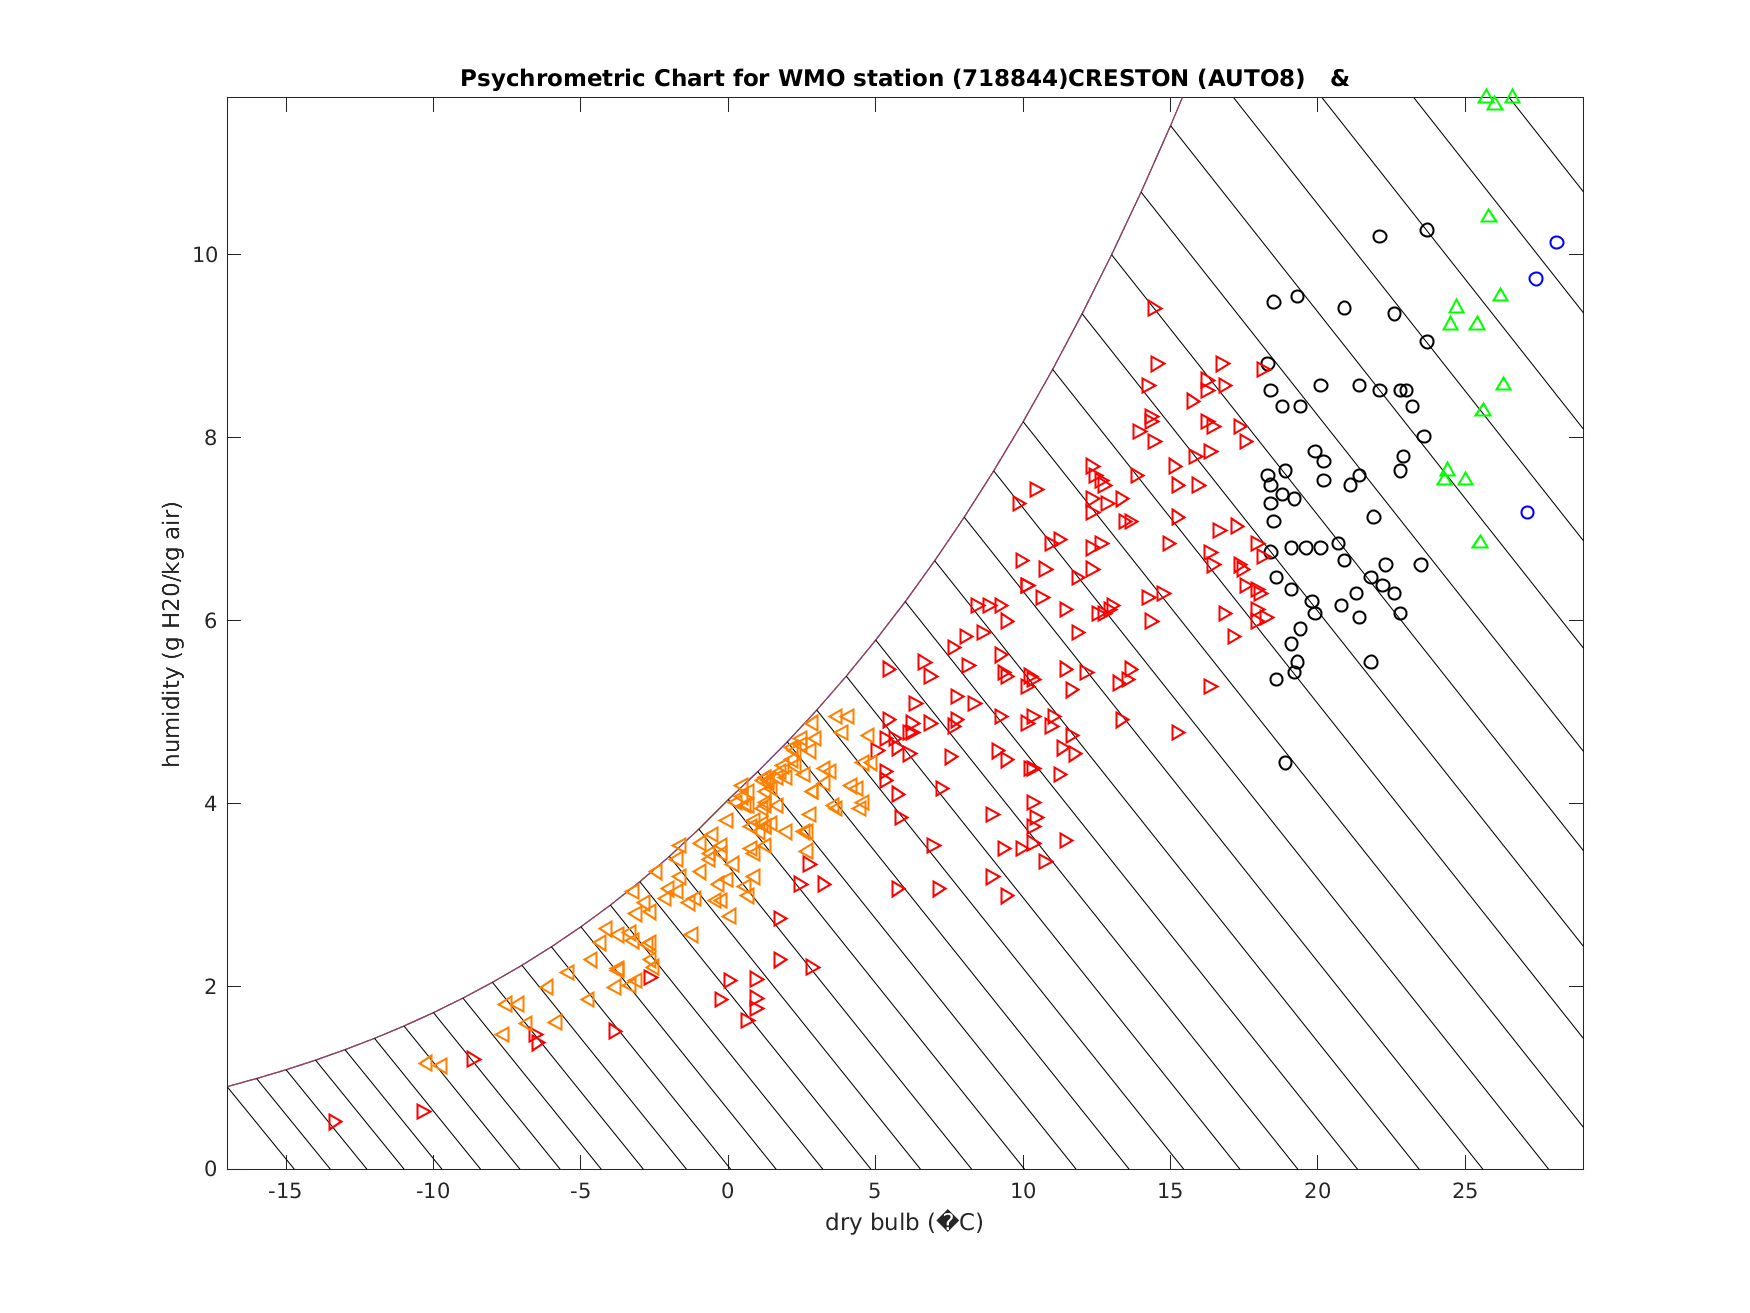 Psychrometric Chart for WMO station (718844)CRESTON (AUTO8) &
10
8
6
4
2
0
humidity (g H20/kg air)
-15 -10 -5 0 5 10 15 20 25
dry bulb (�C)